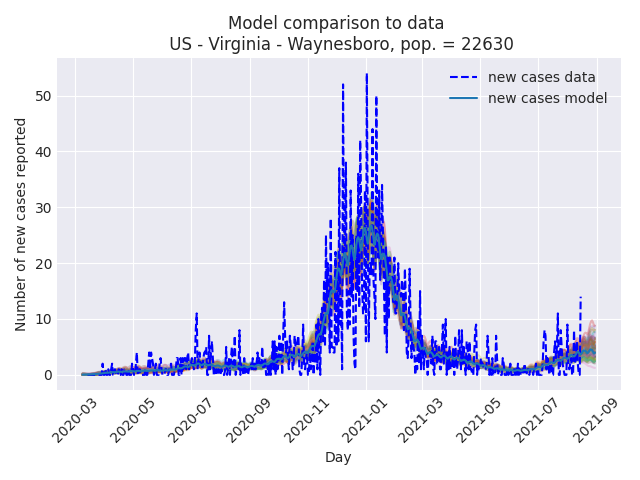 Model comparison to data
US - Virginia - Waynesboro, pop. = 22630
new cases data
new cases model
50
40
30
20
10
0
Number of new cases reported
2020-03
2020-05
2020-07
2020-09
2020-11
2021-01
2021-03
2021-05
2021-07
2021-09
Day